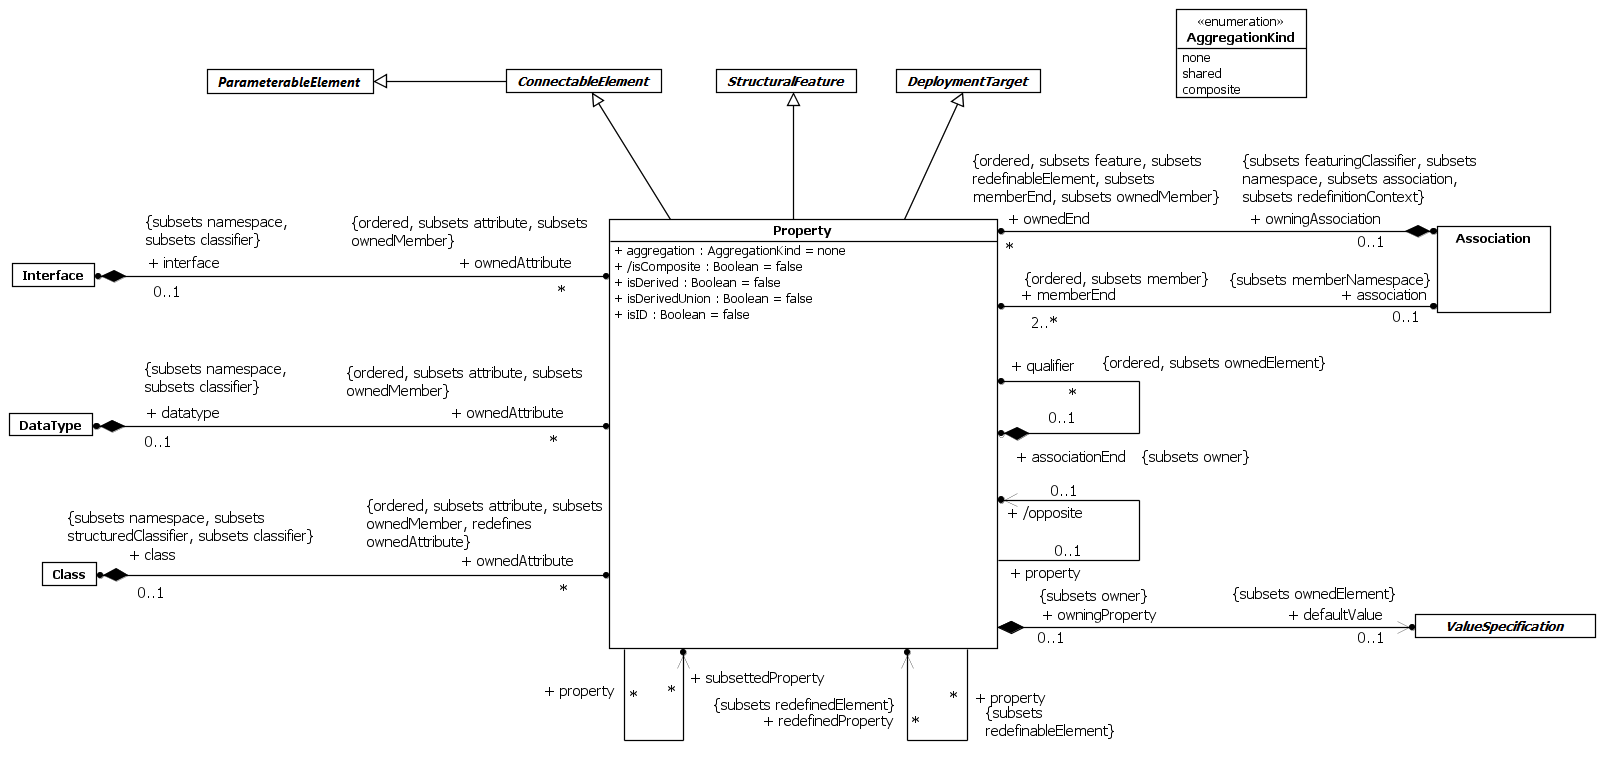 «enumeration»
AggregationKind
none
shared
composite
ParameterableElement
ConnectableElement
StructuralFeature
DeploymentTarget
{ordered, subsets feature, subsets
redefinableElement, subsets
memberEnd, subsets ownedMember}
+ ownedEnd
*
{subsets featuringClassifier, subsets
namespace, subsets association,
subsets redefinitionContext}
+ owningAssociation
0..1
Association
{subsets namespace,
subsets classifier}
+ interface
0..1
{ordered, subsets attribute, subsets
ownedMember}
+ ownedAttribute
*
Interface
Property
+ aggregation : AggregationKind = none
+ /isComposite : Boolean = false
+ isDerived : Boolean = false
+ isDerivedUnion : Boolean = false
+ isID : Boolean = false
{ordered, subsets member}
+ memberEnd
2..*
{subsets memberNamespace}
+ association
0..1
{subsets namespace,
subsets classifier}
+ datatype
0..1
{ordered, subsets attribute, subsets
ownedMember}
+ ownedAttribute
*
DataType
+ qualifier
{ordered, subsets ownedElement}
*
0..1
+ associationEnd
{subsets owner}
{subsets namespace, subsets
structuredClassifier, subsets classifier}
+ class
0..1
{ordered, subsets attribute, subsets
ownedMember, redefines
ownedAttribute}
+ ownedAttribute
*
Class
0..1
+ /opposite
0..1
+ property
{subsets owner}
+ owningProperty
0..1
{subsets ownedElement}
+ defaultValue
0..1
ValueSpecification
+ property
*
*
+ subsettedProperty
{subsets redefinedElement}
+ redefinedProperty
*
*
+ property
{subsets
redefinableElement}